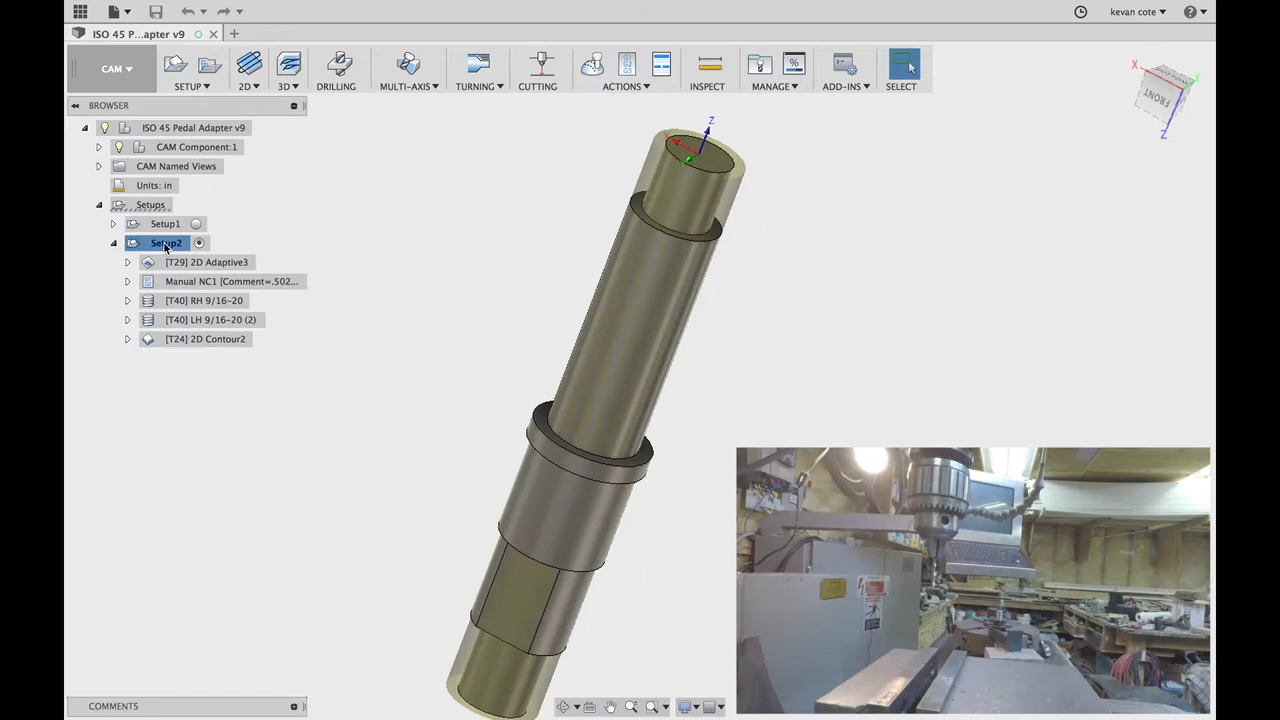 kevan cote
ISO 45 P...apter v9
CAM
SETUP
2D
3D
DRILLING
MULTI-AXIS
TURNING
CUTTING
ACTIONS
INSPECT
MANAGE
ADD-INS
SELECT
G1
G2
G3
%
BROWSER
ISO 45 Pedal Adapter v9
CAM Component:1
CAM Named Views
Units: in
Setups
Setup1
Setup2
[T29] 2D Adaptive3
Manual NC1 [Comment=.502...
[T40] RH 9/16-20
[T40] LH 9/16-20 (2)
[T24] 2D Contour2
Z
X
FRONT
Z
COMMENTS